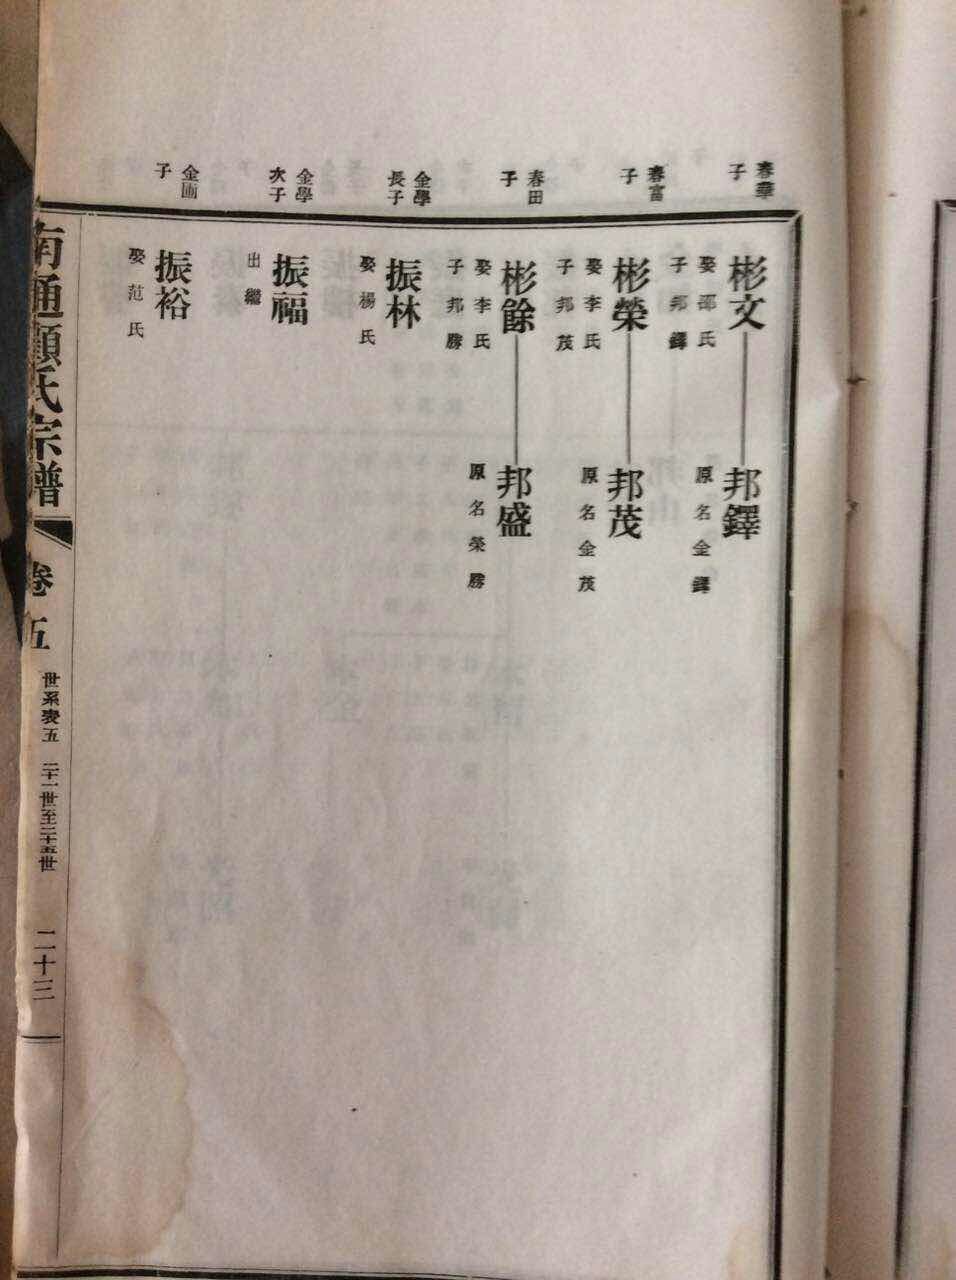 春華
子
彬文
娶邵氏
子邦鐸
邦鐸
原名金鐸
春富
子
彬榮
娶李氏
子邦茂
邦茂
原名金茂
春田
子
彬餘
娶李氏
子邦勝
邦盛
原名榮勝
金學
長子
振林
娶楊氏
金學
次子
振福
出繼
金圃
子
振裕
娶范氏
南通顧氏宗譜
卷五
世系表五
二十一世至二十五世
二十三